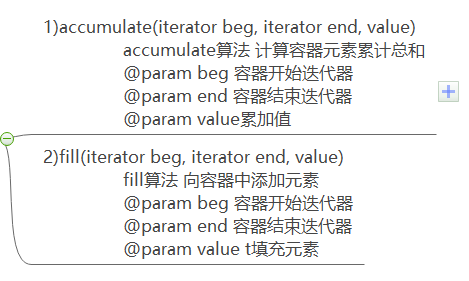 1)accumulate(iterator beg, iterator end, value)
accumulate算法 计算容器元素累计总和
@param beg 容器开始迭代器
@param end 容器结束迭代器
@param value累加值
2)fill(iterator beg, iterator end, value)
fill算法 向容器中添加元素
@param beg 容器开始迭代器
@param end 容器结束迭代器
@param value t填充元素